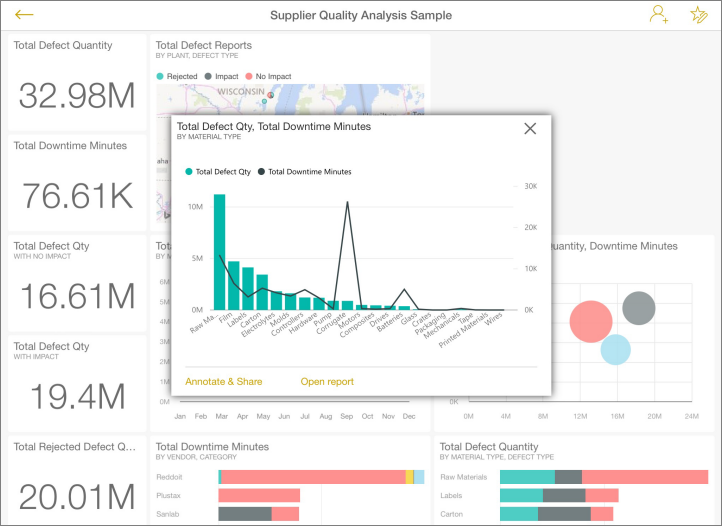 Supplier Quality Analysis Sample
Total Defect Quantity
32.98M
Total Defect Reports
BY PLANT, DEFECT TYPE
Rejected Impact No Impact
WISCONSIN
Total Downtime Minutes
76.61K
Total Defect Qty, Total Downtime Minutes
BY MATERIAL TYPE
Total Defect Qty Total Downtime Minutes
30K
10M
20K
5M
10K
0M
0K
Raw Ma...
Film
Labels
Carton
Electrolytes
Molds
Controllers
Hardware
Pump
Corrugate
Motors
Composites
Drives
Batteries
Glass
Crates
Packaging
Mechanicals
Tape
Printed Materials
Wires
Annotate & Share Open report
Total Defect Qty
WITH NO IMPACT
16.61M
Total Defect Qty
WITH IMPACT
19.4M
6M
5M
4M
3M
2M
1M
0M
Jan Feb Mar Apr May Jun Jul Aug Sep Oct Nov Dec
uantity, Downtime Minutes
0K
0M 4M 8M 12M 16M 20M 24M
Total Rejected Defect Q...
20.01M
Total Downtime Minutes
BY VENDOR, CATEGORY
Reddoit
Plustax
Sanlab
Total Defect Quantity
BY MATERIAL TYPE, DEFECT TYPE
Raw Materials
Labels
Carton